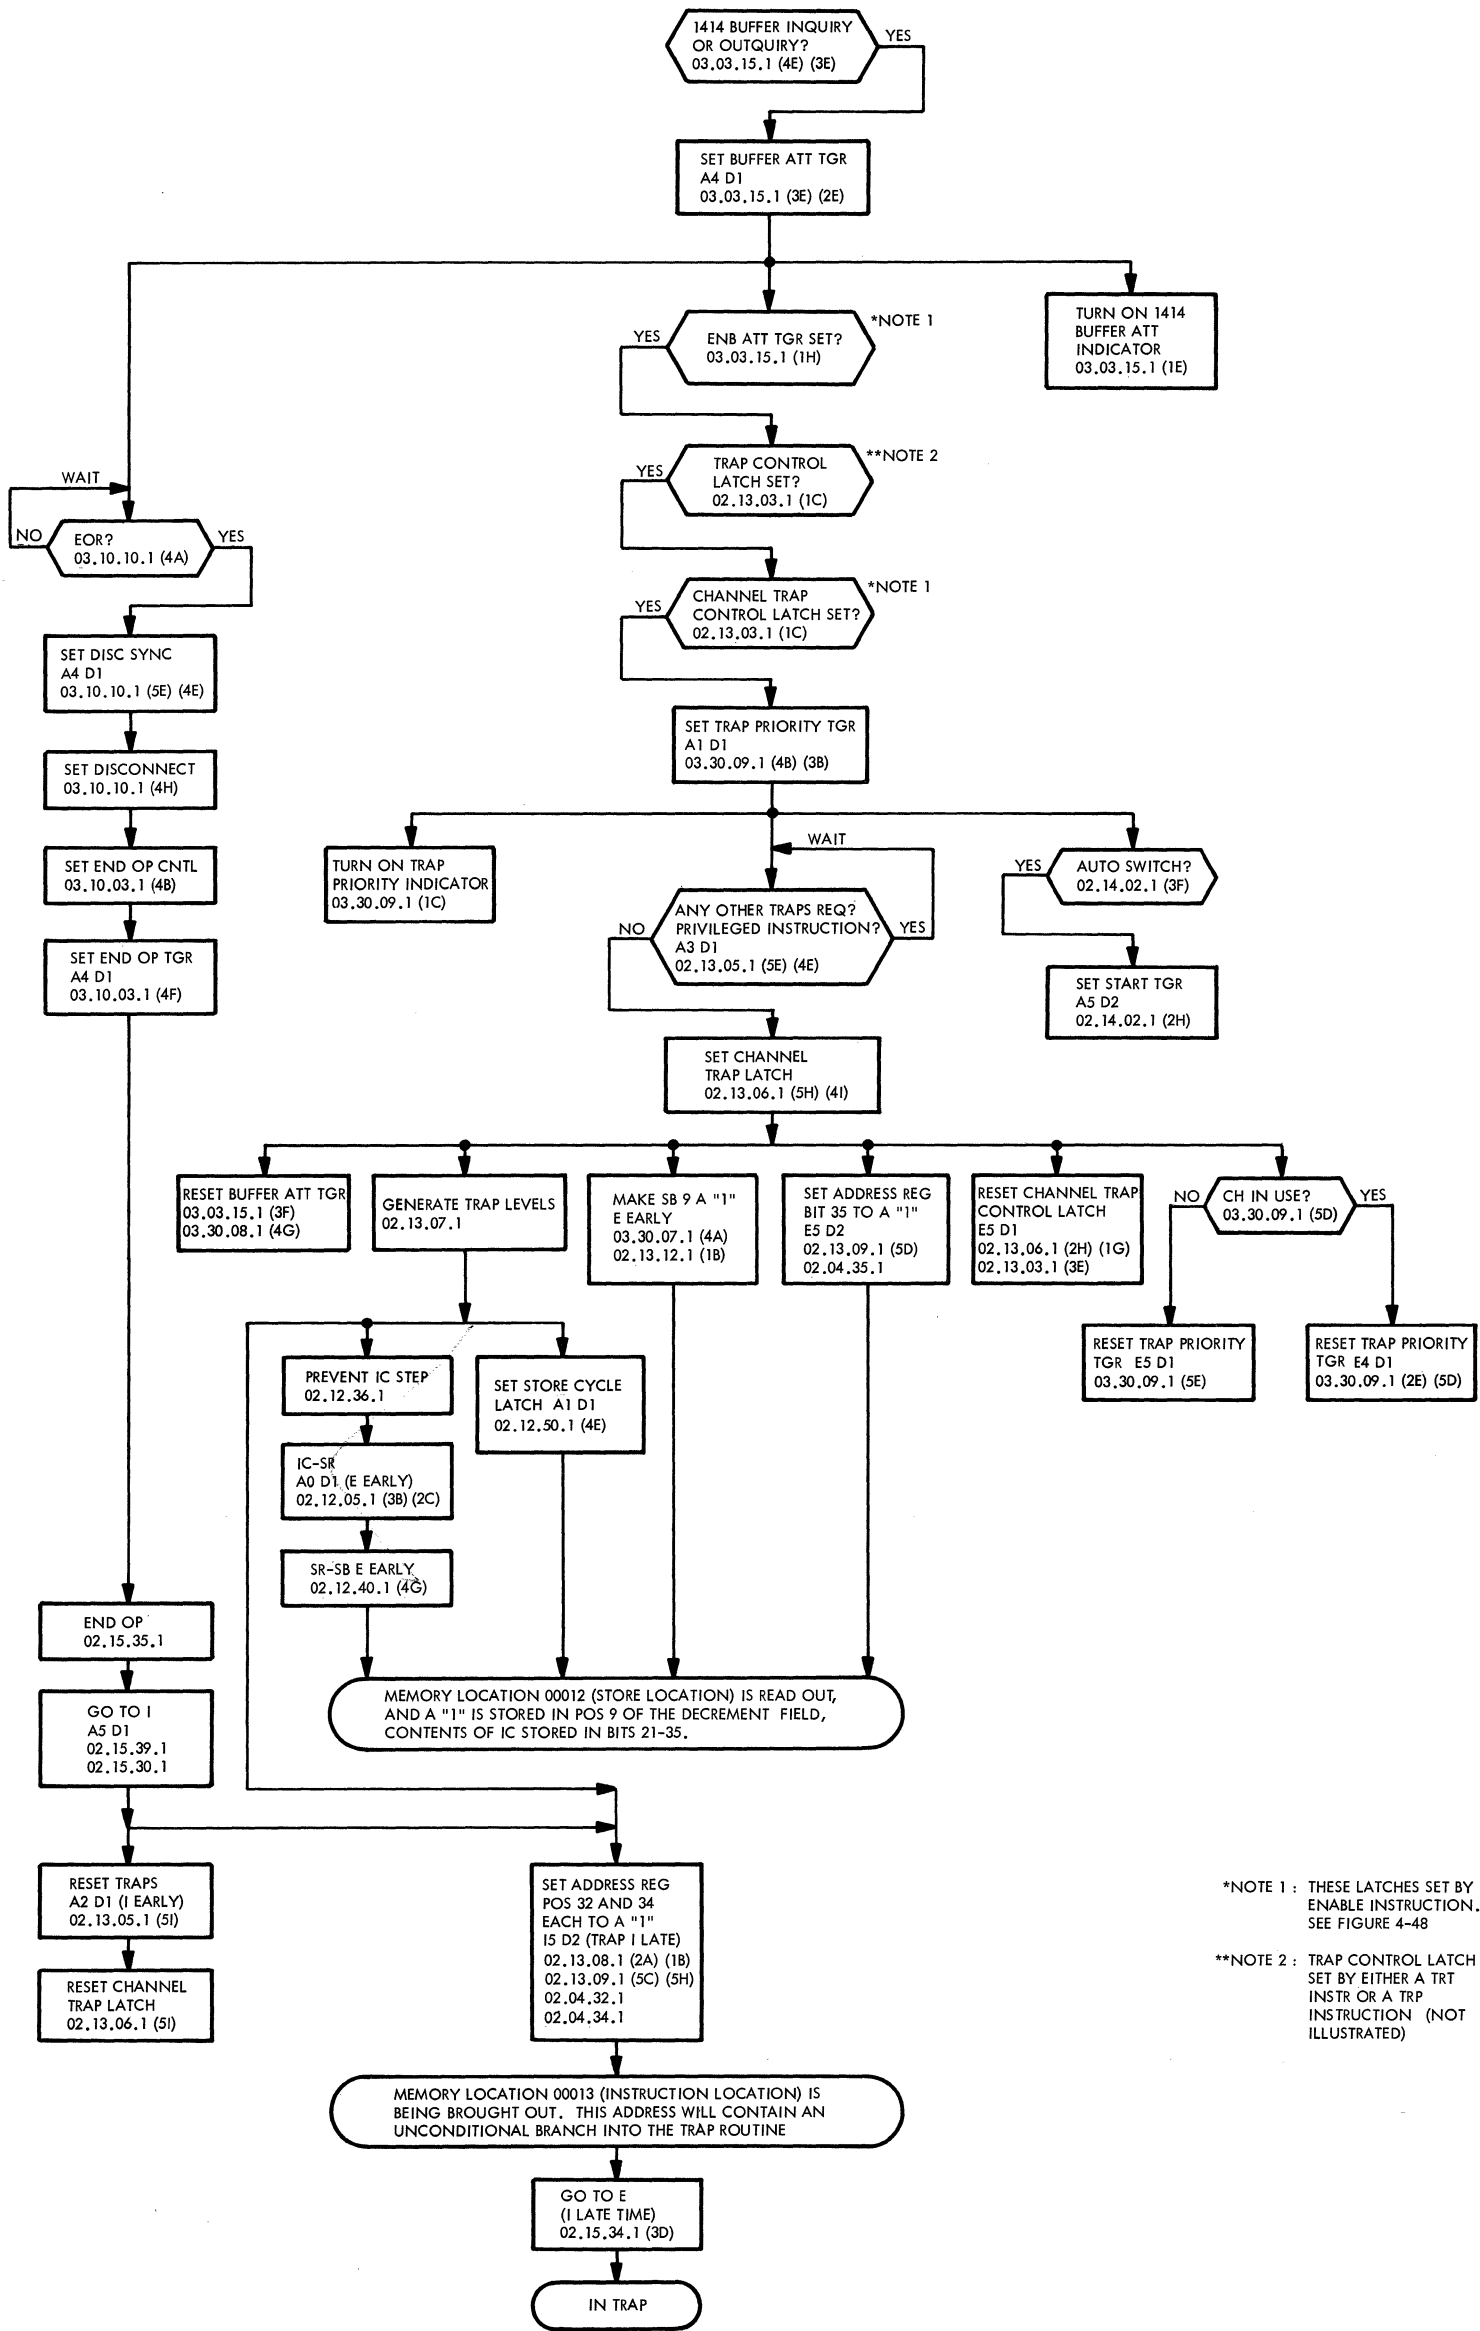 1414 BUFFER INQUIRY
OR OUTQUIRY?
03.03.15.1 (4E) (3E)
YES
SET BUFFER ATT TGR
A4 D1
03.03.15.1 (3E) (2E)
ENB ATT TGR SET?
03.03.15.1 (1H)
YES
*NOTE 1
TURN ON 1414
BUFFER ATT
INDICATOR
03.03.15.1 (1E)
TRAP CONTROL
LATCH SET?
02.13.03.1 (1C)
YES
**NOTE 2
WAIT
NO
EOR?
03.10.10.1 (4A)
YES
CHANNEL TRAP
CONTROL LATCH SET?
02.13.03.1 (1C)
YES
*NOTE 1
SET DISC SYNC
A4 D1
03.10.10.1 (5E) (4E)
SET DISCONNECT
03.10.10.1 (4H)
SET END OP CNTL
03.10.03.1 (4B)
SET END OP TGR
A4 D1
03.10.03.1 (4F)
SET TRAP PRIORITY TGR
A1 D1
03.30.09.1 (4B) (3B)
TURN ON TRAP
PRIORITY INDICATOR
03.30.09.1 (1C)
WAIT
ANY OTHER TRAPS REQ?
PRIVILEGED INSTRUCTION?
A3 D1
02.13.05.1 (5E) (4E)
NO
YES
YES
AUTO SWITCH?
02.14.02.1 (3F)
SET START TGR
A5 D2
02.14.02.1 (2H)
SET CHANNEL
TRAP LATCH
02.13.06.1 (5H) (4I)
RESET BUFFER ATT TGR
03.03.15.1 (3F)
03.30.08.1 (4G)
GENERATE TRAP LEVELS
02.13.07.1
MAKE SB 9 A "1"
E EARLY
03.30.07.1 (4A)
02.13.12.1 (1B)
SET ADDRESS REG
BIT 35 TO A "1"
E5 D2
02.13.09.1 (5D)
02.04.35.1
RESET CHANNEL TRAP
CONTROL LATCH
E5 D1
02.13.06.1 (2H) (1G)
02.13.03.1 (3E)
NO
CH IN USE?
03.30.09.1 (5D)
YES
RESET TRAP PRIORITY
TGR E5 D1
03.30.09.1 (5E)
RESET TRAP PRIORITY
TGR E4 D1
03.30.09.1 (2E) (5D)
PREVENT IC STEP
02.12.36.1
SET STORE CYCLE
LATCH A1 D1
02.12.50.1 (4E)
IC-SR
A0 D1 (E EARLY)
02.12.05.1 (3B) (2C)
SR-SB E EARLY
02.12.40.1 (4G)
END OP
02.15.35.1
GO TO I
A5 D1
02.15.39.1
02.15.30.1
MEMORY LOCATION 00012 (STORE LOCATION) IS READ OUT,
AND A "1" IS STORED IN POS 9 OF THE DECREMENT FIELD,
CONTENTS OF IC STORED IN BITS 21-35.
RESET TRAPS
A2 D1 (I EARLY)
02.13.05.1 (5I)
RESET CHANNEL
TRAP LATCH
02.13.06.1 (5I)
SET ADDRESS REG
POS 32 AND 34
EACH TO A "1"
I5 D2 (TRAP I LATE)
02.13.08.1 (2A) (1B)
02.13.09.1 (5C) (5H)
02.04.32.1
02.04.34.1
*NOTE 1 : THESE LATCHES SET BY
ENABLE INSTRUCTION.
SEE FIGURE 4-48
**NOTE 2 : TRAP CONTROL LATCH
SET BY EITHER A TRT
INSTR OR A TRP
INSTRUCTION (NOT
ILLUSTRATED)
MEMORY LOCATION 00013 (INSTRUCTION LOCATION) IS
BEING BROUGHT OUT. THIS ADDRESS WILL CONTAIN AN
UNCONDITIONAL BRANCH INTO THE TRAP ROUTINE
GO TO E
(I LATE TIME)
02.15.34.1 (3D)
IN TRAP